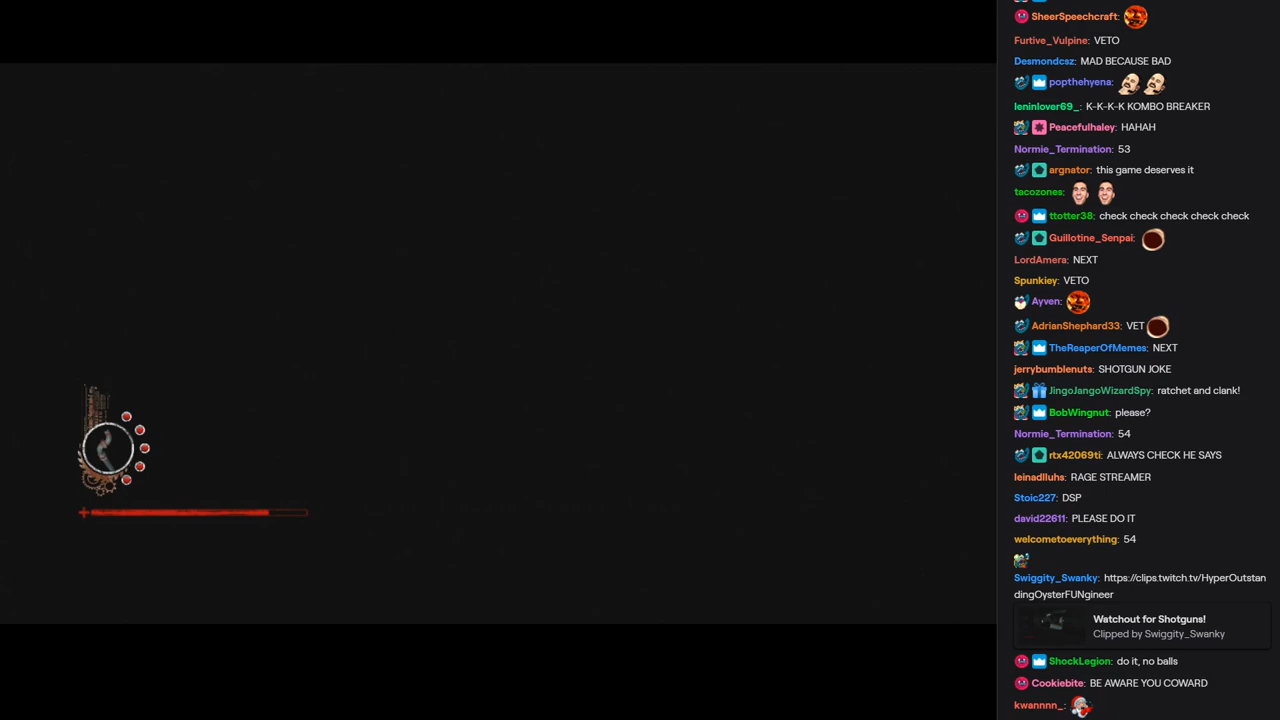 SheerSpeechcraft:
Furtive_Vulpine: VETO
Desmondcsz: MAD BECAUSE BAD
popthehyena:
leninlover69_: K-K-K-K KOMBO BREAKER
Peacefulhaley: HAHAH
Normie_Termination: 53
argnator: this game deserves it
tacozones:
ttotter38: check check check check check
Guillotine_Senpai:
LordAmera: NEXT
Spunkiey: VETO
Ayven:
AdrianShephard33: VET
TheReaperOfMemes: NEXT
jerrybumblenuts: SHOTGUN JOKE
JingoJangoWizardSpy: ratchet and clank!
BobWingnut: please?
Normie_Termination: 54
rtx42069ti: ALWAYS CHECK HE SAYS
leinadlluhs: RAGE STREAMER
Stoic227: DSP
david22611: PLEASE DO IT
welcometoeverything: 54
Swiggity_Swanky: https://clips.twitch.tv/HyperOutstan
dingOysterFUNgineer
Watchout for Shotguns!
Clipped by Swiggity_Swanky
ShockLegion: do it, no balls
Cookiebite: BE AWARE YOU COWARD
kwannnn_: